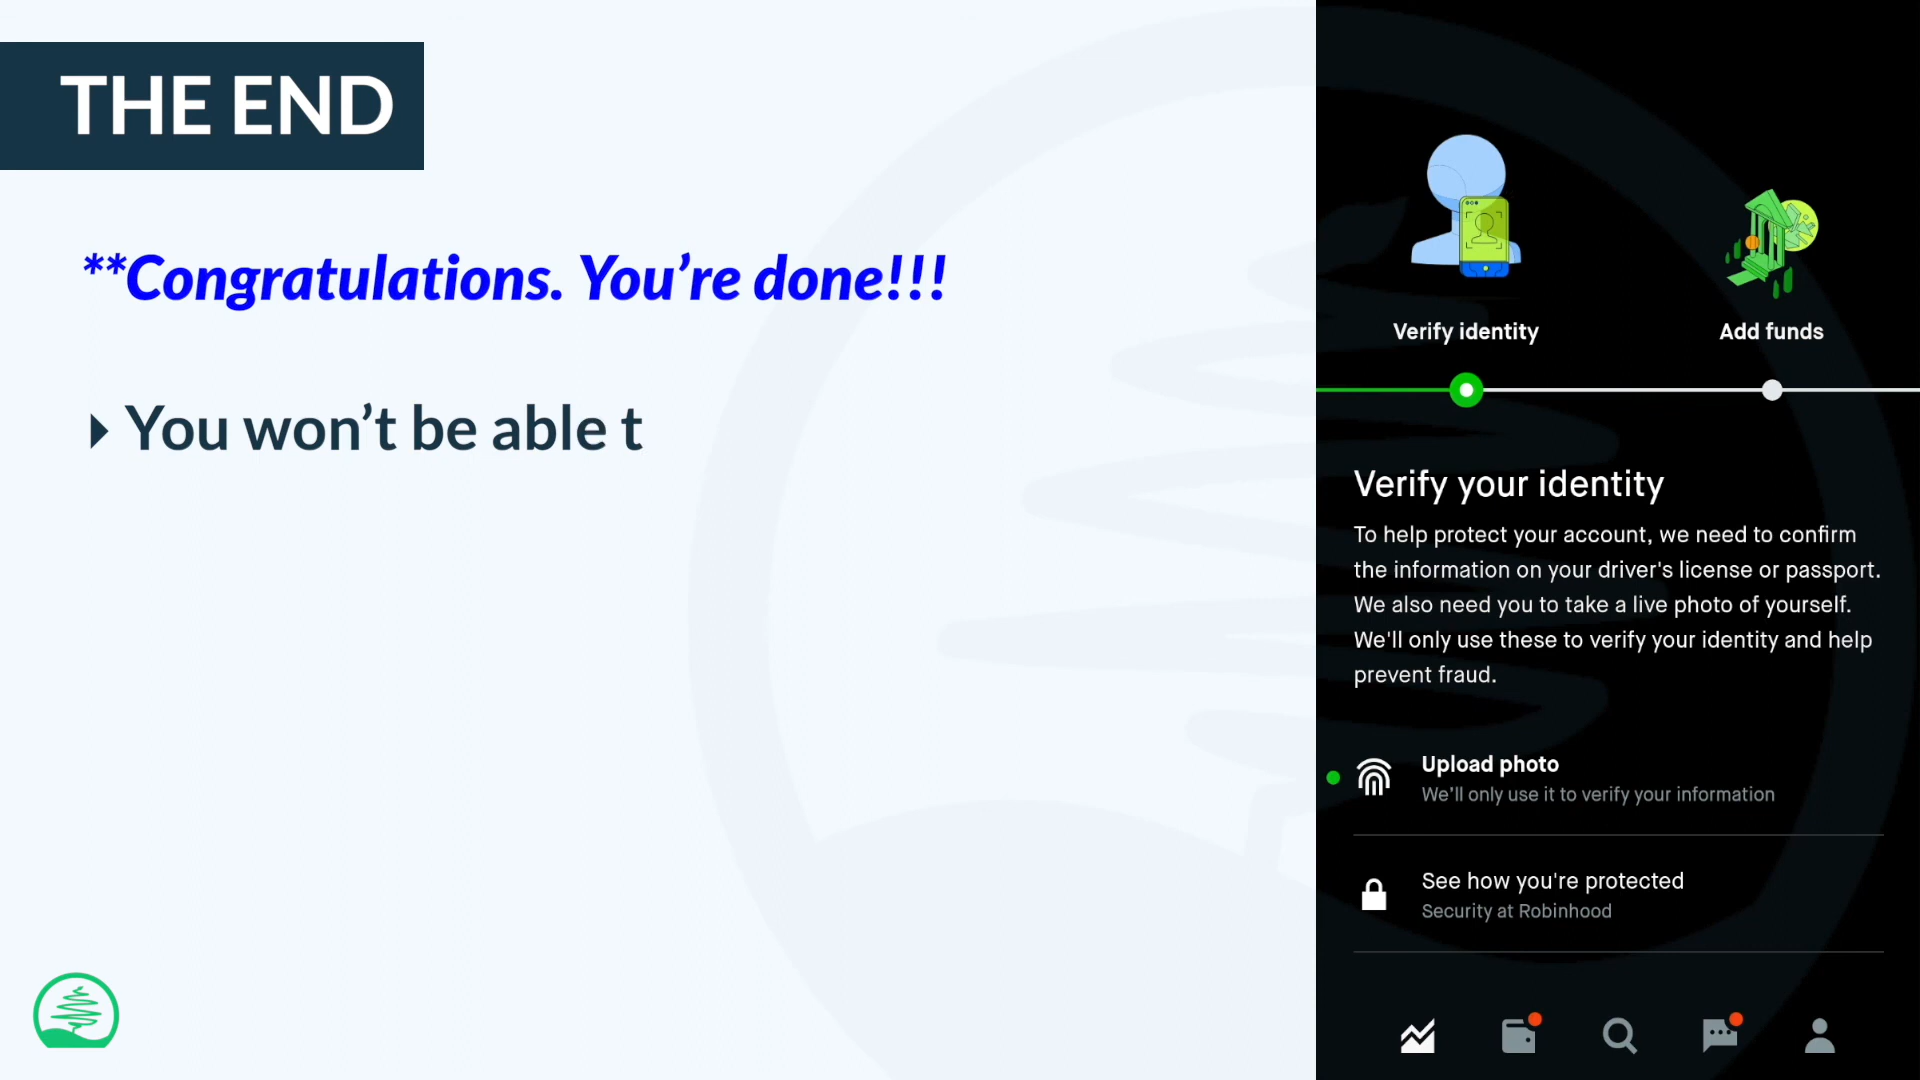 THE END
**Congratulations. You’re done!!!
You won’t be able t
Verify identity
Add funds
Verify your identity
To help protect your account, we need to confirm
the information on your driver's license or passport.
We also need you to take a live photo of yourself.
We'll only use these to verify your identity and help
prevent fraud.
Upload photo
We’ll only use it to verify your information
See how you're protected
Security at Robinhood